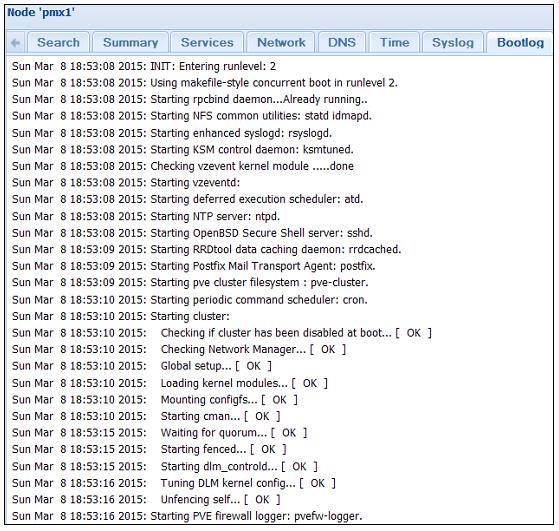 Node 'pmx1'
Search Summary Services Network DNS Time Syslog Bootlog
Sun Mar 8 18:53:08 2015: INIT: Entering runlevel: 2
Sun Mar 8 18:53:08 2015: Using makefile-style concurrent boot in runlevel 2.
Sun Mar 8 18:53:08 2015: Starting rpcbind daemon...Already running..
Sun Mar 8 18:53:08 2015: Starting NFS common utilities: statd idmapd.
Sun Mar 8 18:53:08 2015: Starting enhanced syslogd: rsyslogd.
Sun Mar 8 18:53:08 2015: Starting KSM control daemon: ksmtuned.
Sun Mar 8 18:53:08 2015: Checking vzevent kernel module .....done
Sun Mar 8 18:53:08 2015: Starting vzeventd:
Sun Mar 8 18:53:08 2015: Starting deferred execution scheduler: atd.
Sun Mar 8 18:53:08 2015: Starting NTP server: ntpd.
Sun Mar 8 18:53:08 2015: Starting OpenBSD Secure Shell server: sshd.
Sun Mar 8 18:53:09 2015: Starting RRDtool data caching daemon: rrdcached.
Sun Mar 8 18:53:09 2015: Starting Postfix Mail Transport Agent: postfix.
Sun Mar 8 18:53:09 2015: Starting pve cluster filesystem : pve-cluster.
Sun Mar 8 18:53:10 2015: Starting periodic command scheduler: cron.
Sun Mar 8 18:53:10 2015: Starting cluster:
Sun Mar 8 18:53:10 2015: Checking if cluster has been disabled at boot... [ OK ]
Sun Mar 8 18:53:10 2015: Checking Network Manager... [ OK ]
Sun Mar 8 18:53:10 2015: Global setup... [ OK ]
Sun Mar 8 18:53:10 2015: Loading kernel modules... [ OK ]
Sun Mar 8 18:53:10 2015: Mounting configfs... [ OK ]
Sun Mar 8 18:53:10 2015: Starting cman... [ OK ]
Sun Mar 8 18:53:15 2015: Waiting for quorum... [ OK ]
Sun Mar 8 18:53:15 2015: Starting fenced... [ OK ]
Sun Mar 8 18:53:15 2015: Starting dlm_controld... [ OK ]
Sun Mar 8 18:53:16 2015: Tuning DLM kernel config... [ OK ]
Sun Mar 8 18:53:16 2015: Unfencing self... [ OK ]
Sun Mar 8 18:53:16 2015: Starting PVE firewall logger: pvefw-logger.